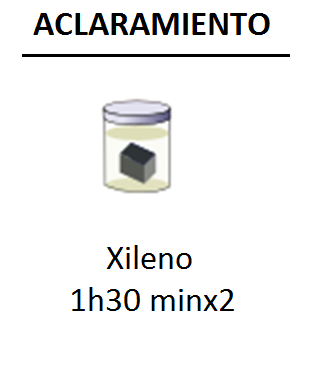 ACLARAMIENTO
Xileno
1h30 minx2